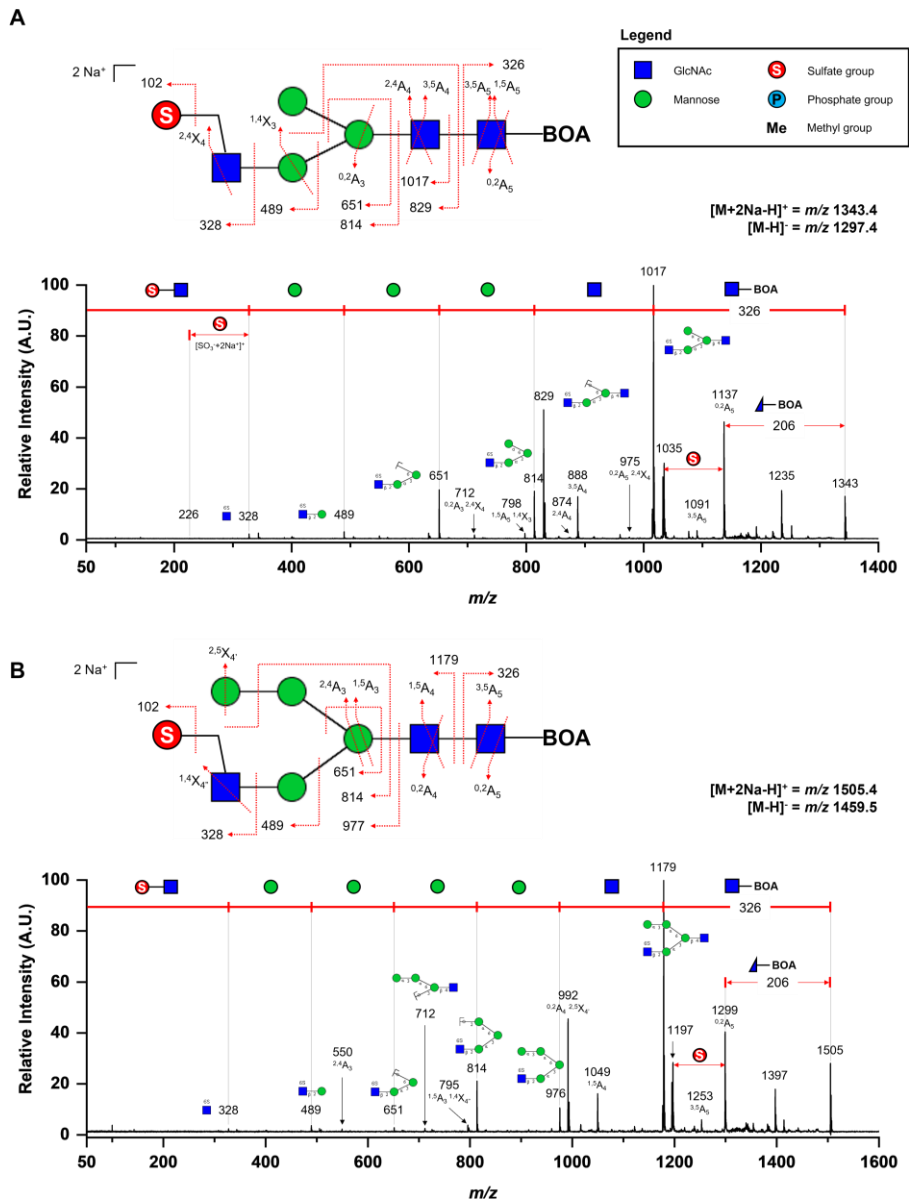 A
Legend
GlcNAc
S Sulfate group
Mannose
P Phosphate group
Me Methyl group
2 Na⁺
326
102
²,⁴A₄
³,⁵A₄
³,⁵A₅
¹,⁵A₅
S
¹,⁴X₃
²,⁴X₄
BOA
⁰,²A₃
⁰,²A₅
1017
489
651
829
328
814
[M+2Na-H]⁺ = m/z 1343.4
[M-H]⁻ = m/z 1297.4
1017
100
S
BOA
326
S
[SO₃⁻+2Na⁺]⁺
80
6S
Relative Intensity (A.U.)
60
829
1137
⁰,²A₅
BOA
206
40
1035
S
975
⁰,²A₅ ²,⁴X₄
814
888
³,⁵A₄
651
712
⁰,²A₃ ²,⁴X₄
798
¹,⁵A₅ ¹,⁴X₃
874
²,⁴A₄
1235
1343
20
1091
³,⁵A₅
226
6S
328
489
0
50
200
400
600
800
1000
1200
1400
m/z
B
2 Na⁺
²,⁵X₄'
1179
326
102
²,⁴A₃
¹,⁵A₃
¹,⁵A₄
³,⁵A₅
S
BOA
¹,⁴X₄''
651
⁰,²A₄
⁰,²A₅
814
489
977
328
[M+2Na-H]⁺ = m/z 1505.4
[M-H]⁻ = m/z 1459.5
1179
100
S
BOA
326
80
6S
Relative Intensity (A.U.)
60
BOA
206
712
992
⁰,²A₄ ²,⁵X₄'
1299
⁰,²A₅
40
1197
S
550
²,⁴A₃
814
1049
¹,⁵A₄
1505
1397
20
6S
328
489
651
795
¹,⁵A₃ ¹,⁴X₄''
976
1253
³,⁵A₅
0
50
200
400
600
800
1000
1200
1400
1600
m/z